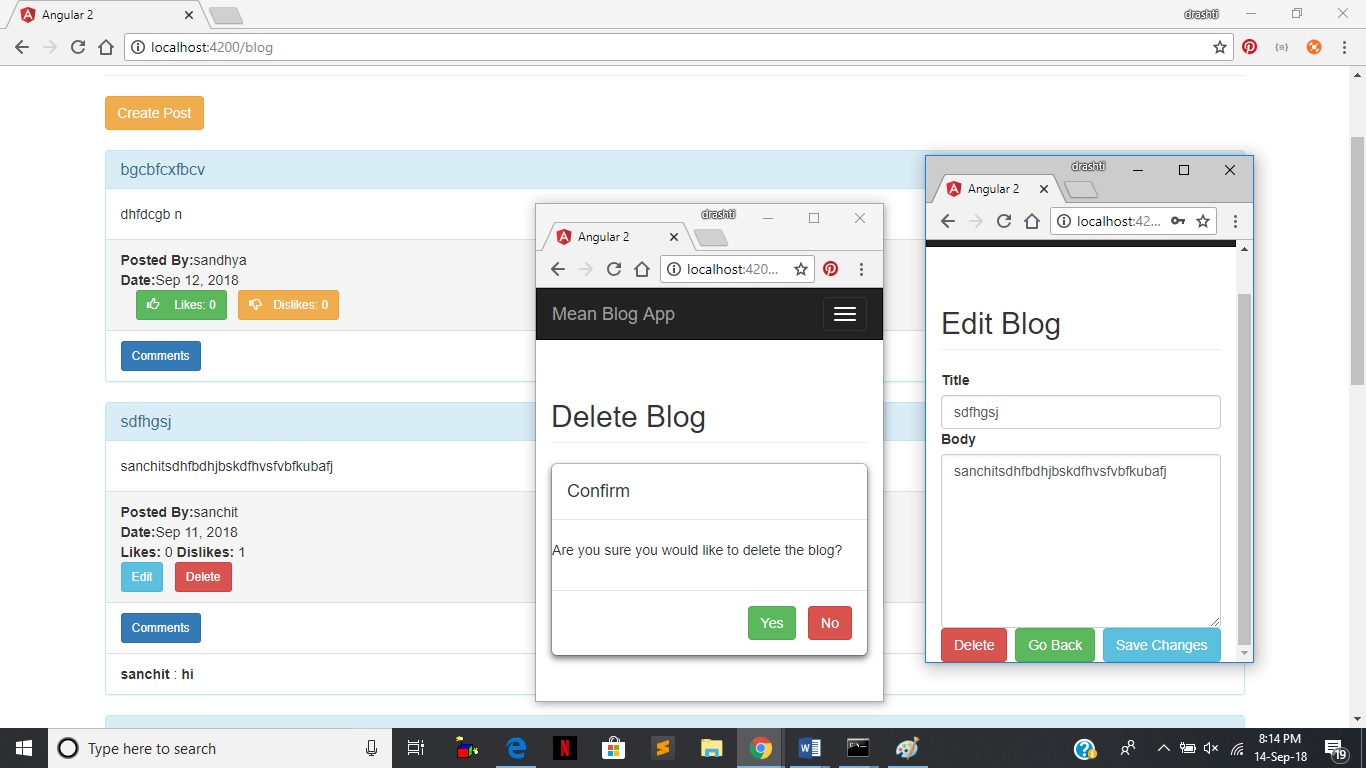 Angular 2
drashti
localhost:4200/blog
Create Post
bgcbfcxfbcv
dhfdcgb n
Posted By:sandhya
Date:Sep 12, 2018
Likes: 0 Dislikes: 0
Comments
sdfhgsj
sanchitsdhfbdhjbskdfhvsfvbfkubafj
Posted By:sanchit
Date:Sep 11, 2018
Likes: 0 Dislikes: 1
Edit Delete
Comments
sanchit : hi
drashti
Angular 2
localhost:420...
Mean Blog App
Delete Blog
Confirm
Are you sure you would like to delete the blog?
Yes No
drashti
Angular 2
localhost:42...
Edit Blog
Title
sdfhgsj
Body
sanchitsdhfbdhjbskdfhvsfvbfkubafj
Delete Go Back Save Changes
Type here to search
8:14 PM
14-Sep-18
19